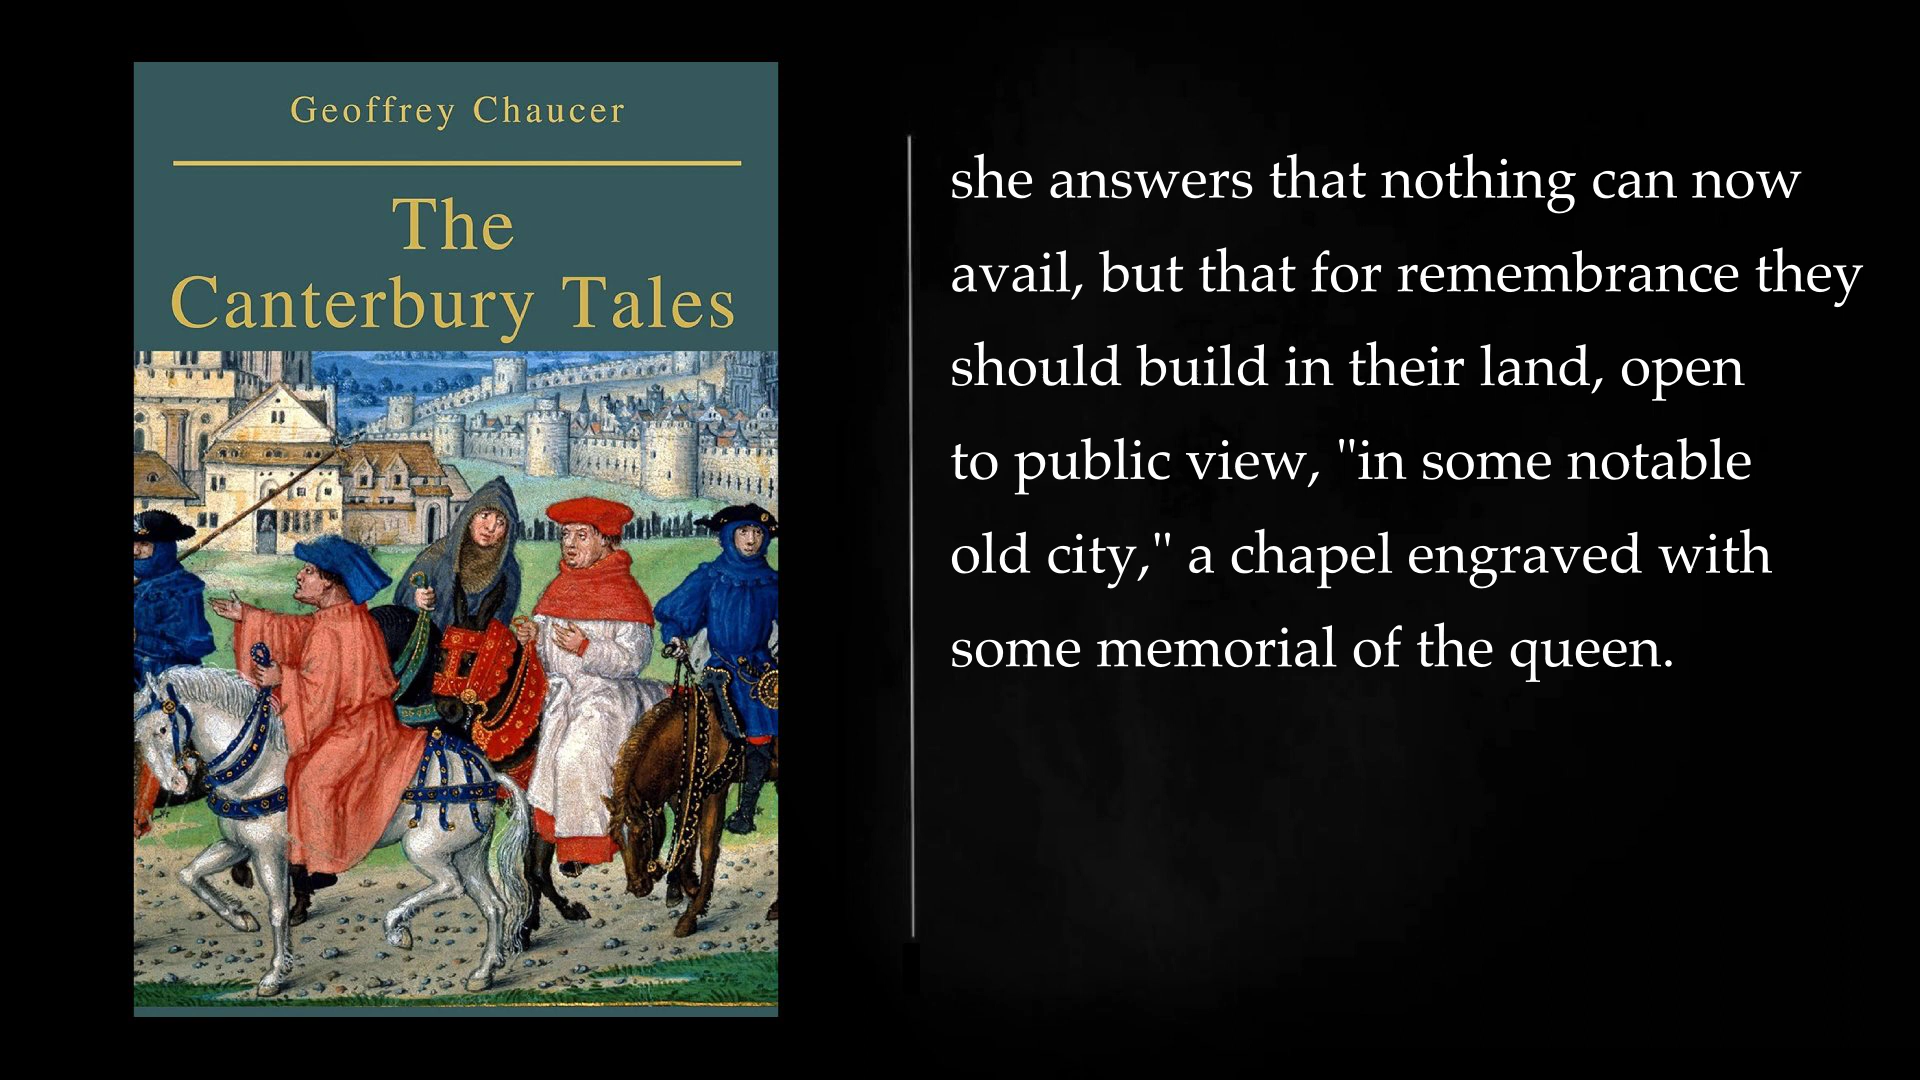 Geoffrey Chaucer
The
Canterbury Tales
she answers that nothing can now
avail, but that for remembrance they
should build in their land, open
to public view, "in some notable
old city," a chapel engraved with
some memorial of the queen.